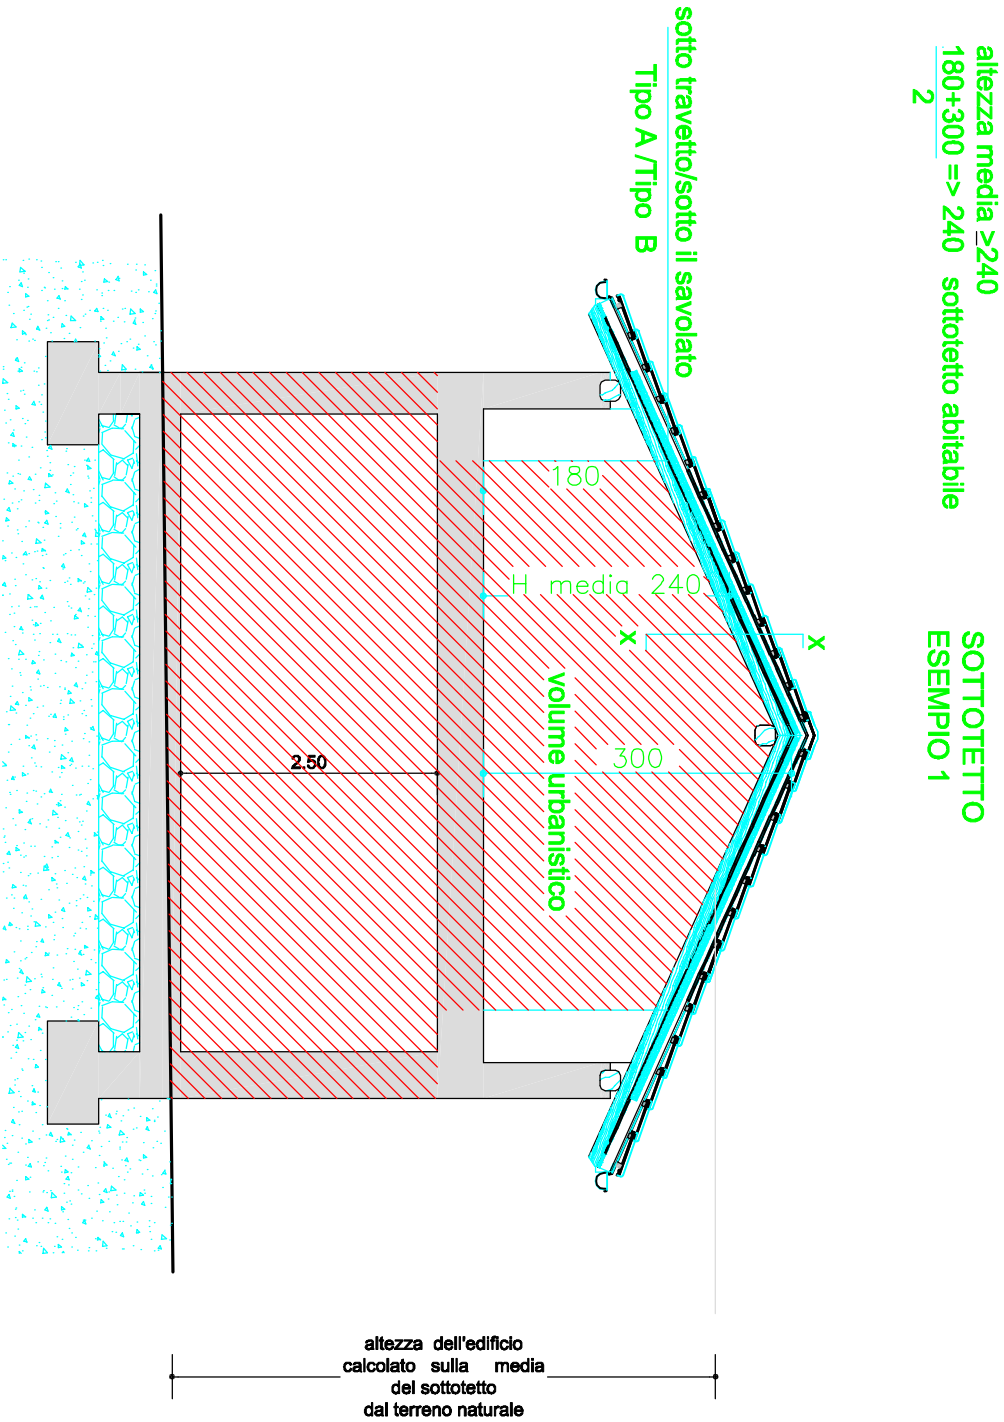 altezza media >240
180+300 => 240 sottotetto abitabile
2
SOTTOTETTO
ESEMPIO 1
sotto travetto/sotto il savolato
Tipo A /Tipo B
180
H media 240
x
x
volume urbanistico
300
2.50
altezza dell'edificio
calcolato sulla media
del sottotetto
dal terreno naturale